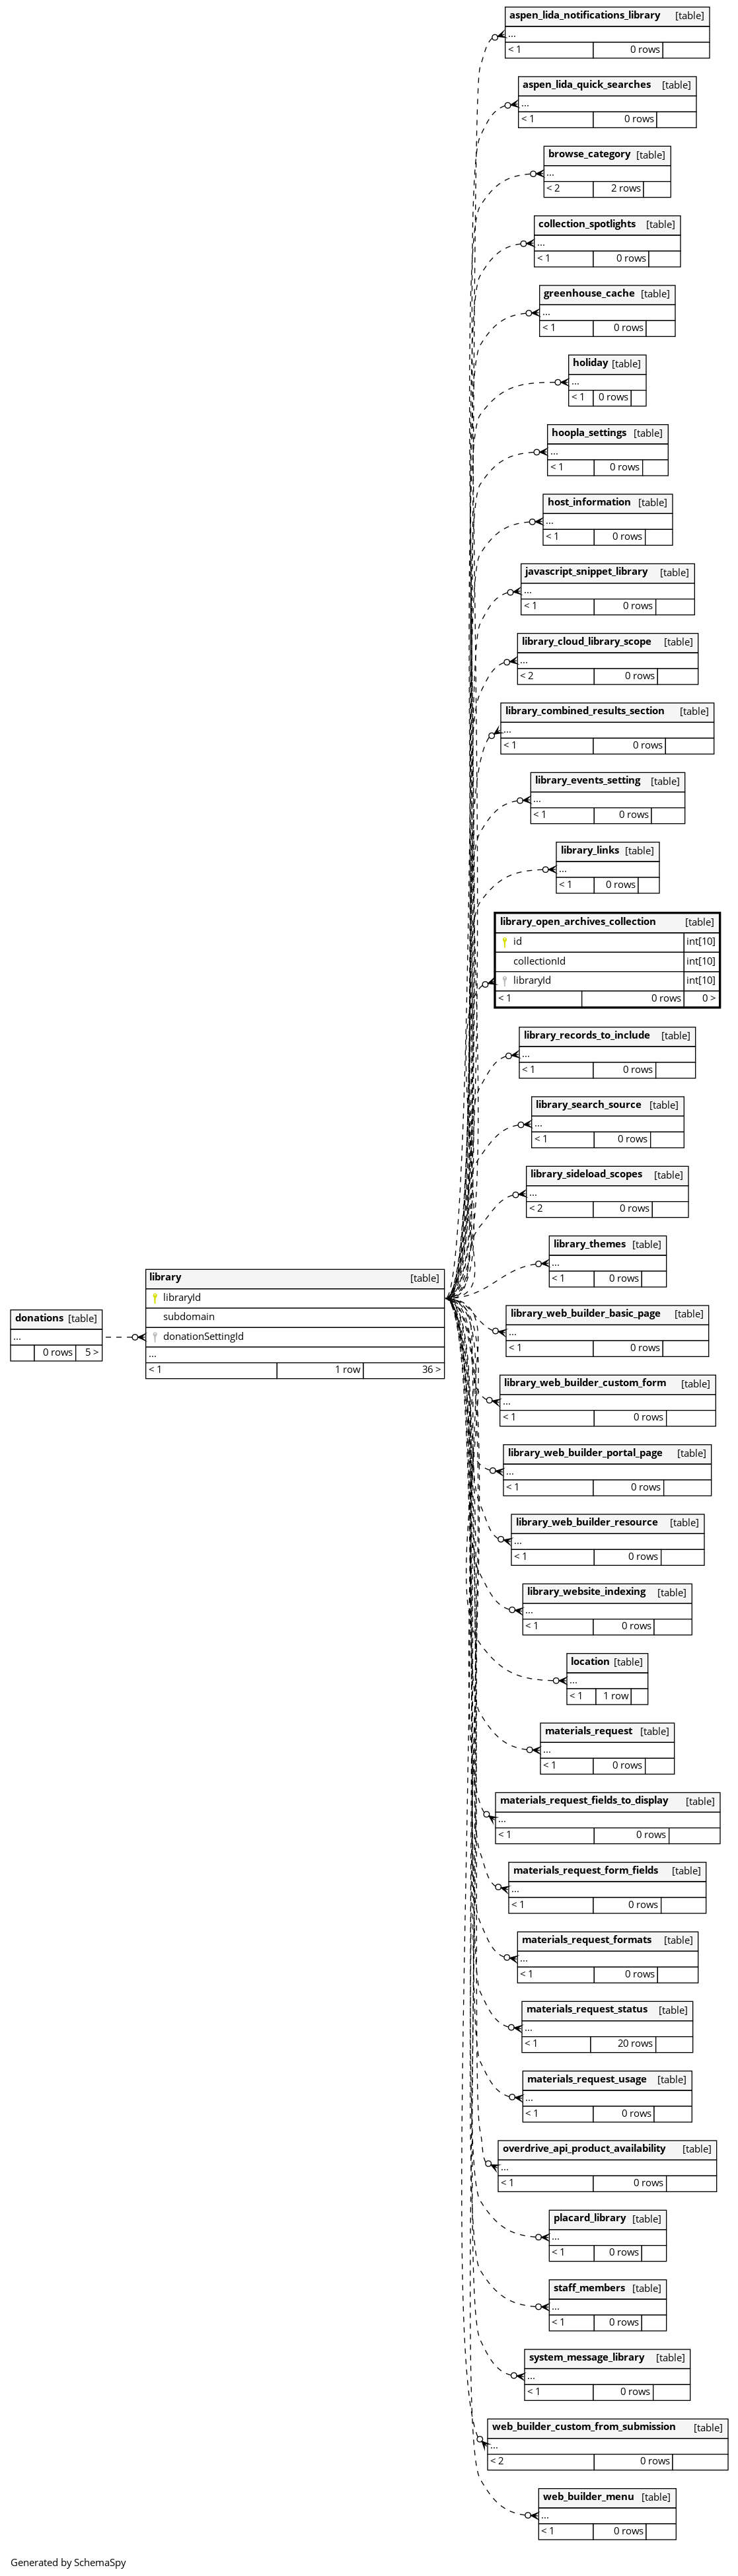 aspen_lida_notifications_library [table]
...
< 1 0 rows
aspen_lida_quick_searches [table]
...
< 1 0 rows
browse_category [table]
...
< 2 2 rows
collection_spotlights [table]
...
< 1 0 rows
greenhouse_cache [table]
...
< 1 0 rows
holiday [table]
...
< 1 0 rows
hoopla_settings [table]
...
< 1 0 rows
host_information [table]
...
< 1 0 rows
javascript_snippet_library [table]
...
< 1 0 rows
library_cloud_library_scope [table]
...
< 2 0 rows
library_combined_results_section [table]
...
< 1 0 rows
library_events_setting [table]
...
< 1 0 rows
library_links [table]
...
< 1 0 rows
library_open_archives_collection [table]
id int[10]
collectionId int[10]
libraryId int[10]
< 1 0 rows 0 >
library_records_to_include [table]
...
< 1 0 rows
library_search_source [table]
...
< 1 0 rows
library_sideload_scopes [table]
...
< 2 0 rows
library_themes [table]
...
< 1 0 rows
library [table]
libraryId
subdomain
donationSettingId
...
< 1 1 row 36 >
donations [table]
...
0 rows 5 >
library_web_builder_basic_page [table]
...
< 1 0 rows
library_web_builder_custom_form [table]
...
< 1 0 rows
library_web_builder_portal_page [table]
...
< 1 0 rows
library_web_builder_resource [table]
...
< 1 0 rows
library_website_indexing [table]
...
< 1 0 rows
location [table]
...
< 1 1 row
materials_request [table]
...
< 1 0 rows
materials_request_fields_to_display [table]
...
< 1 0 rows
materials_request_form_fields [table]
...
< 1 0 rows
materials_request_formats [table]
...
< 1 0 rows
materials_request_status [table]
...
< 1 20 rows
materials_request_usage [table]
...
< 1 0 rows
overdrive_api_product_availability [table]
...
< 1 0 rows
placard_library [table]
...
< 1 0 rows
staff_members [table]
...
< 1 0 rows
system_message_library [table]
...
< 1 0 rows
web_builder_custom_from_submission [table]
...
< 2 0 rows
web_builder_menu [table]
...
< 1 0 rows
Generated by SchemaSpy